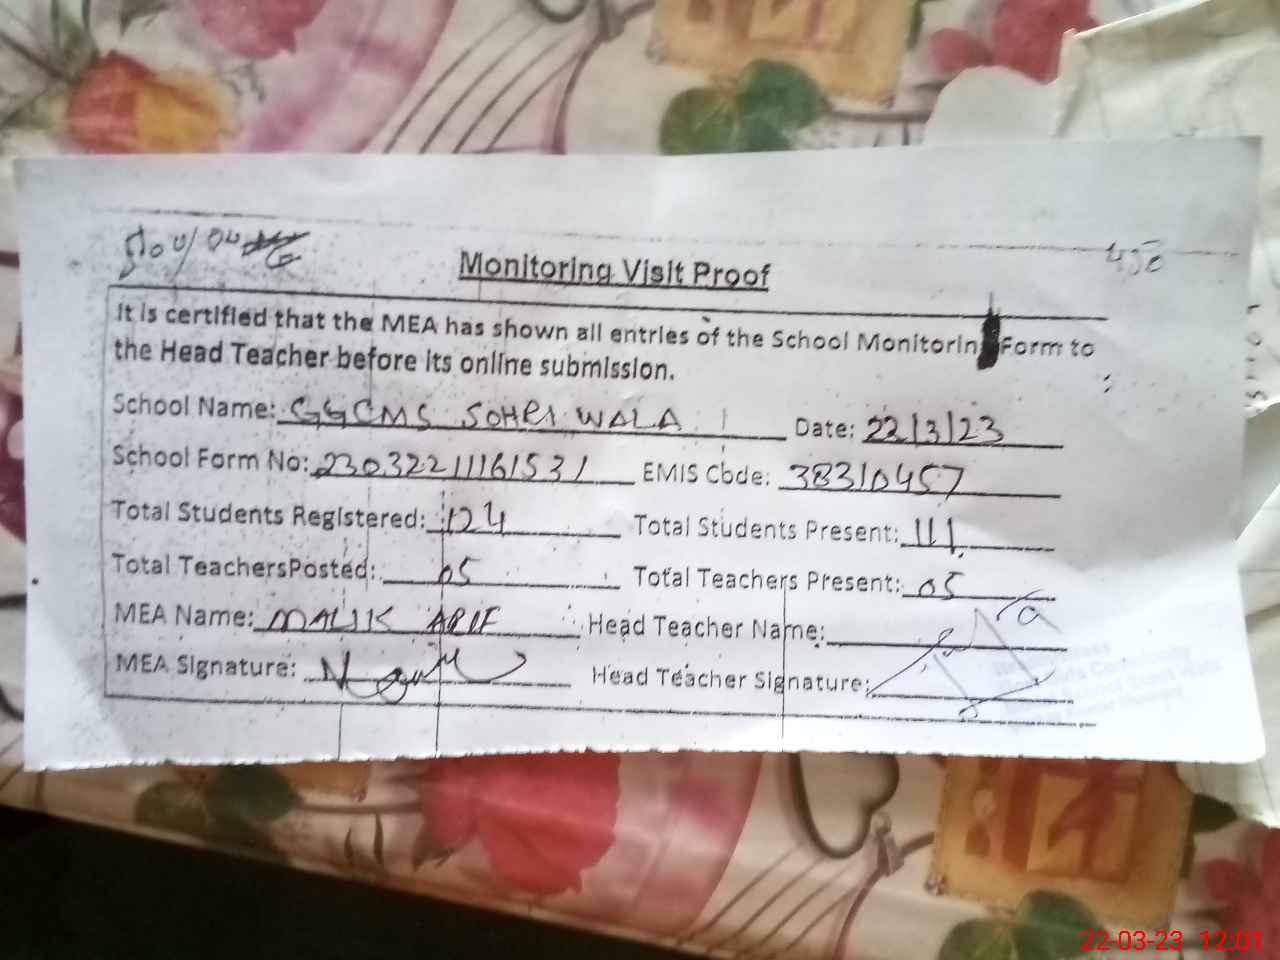 450
Monitoring Visit Proof
It is certified that the MEA has shown all entries of the School Monitorin Form to
the Head Teacher before its online submission.
School Name: GGCMS SOHRI WALA Date: 22/3/23
School Form No: 23032211161531 EMIS Code: 38310457
Total Students Registered: 124 Total Students Present: 111
Total TeachersPosted: 05 Total Teachers Present: 05
MEA Name: MALIK ARIF Head Teacher Name:
MEA Signature: Head Teacher Signature:
22-03-23 12:01